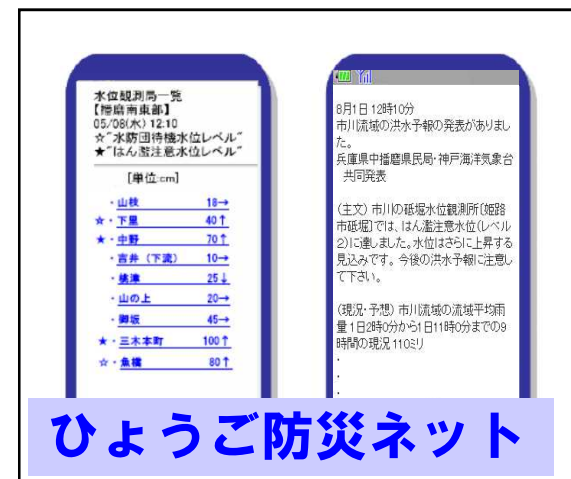 水位観測局一覧
【播磨南東部】
05/08(水) 12:10
☆"水防団待機水位レベル"
★"はん濫注意水位レベル"
[単位:cm]
・山枝 18→
☆・下里 40↑
★・中野 70↑
・吉井（下流） 10→
・桃津 25↓
・山の上 20→
・御坂 45→
★・三木本町 100↑
☆・魚橋 80↑
8月1日 12時10分
市川流域の洪水予報の発表がありまし
た。
兵庫県中播磨県民局・神戸海洋気象台
共同発表
(主文) 市川の砥堀水位観測所〔姫路
市砥堀〕では、はん濫注意水位(レベル
2)に達しました。水位はさらに上昇する
見込みです。今後の洪水予報に注意し
て下さい。
(現況・予想) 市川流域の流域平均雨
量 1日2時0分から1日11時0分までの9
時間の現況 110ミリ
・
・
・
ひょうご防災ネット